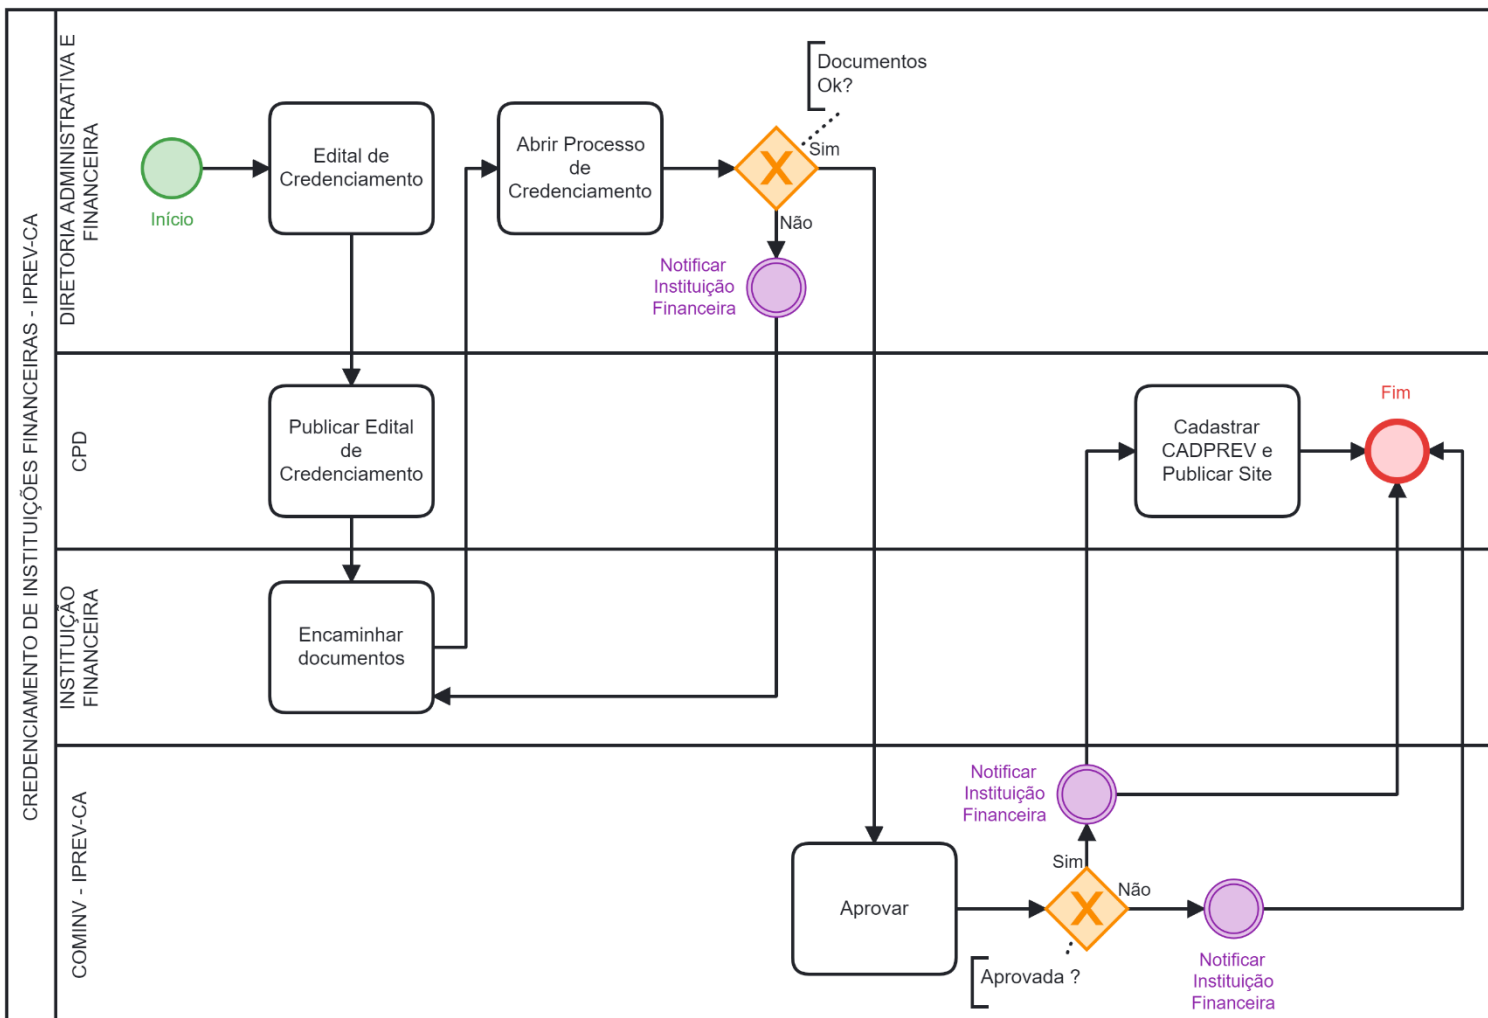 CREDENCIAMENTO DE INSTITUIÇÕES FINANCEIRAS - IPREV-CA
DIRETORIA ADMINISTRATIVA E
FINANCEIRA
Início
Edital de
Credenciamento
Abrir Processo
de
Credenciamento
Documentos
Ok?
Sim
Não
Notificar
Instituição
Financeira
CPD
Publicar Edital
de
Credenciamento
Cadastrar
CADPREV e
Publicar Site
Fim
INSTITUIÇÃO
FINANCEIRA
Encaminhar
documentos
COMINV - IPREV-CA
Aprovar
Notificar
Instituição
Financeira
Sim
Não
Aprovada ?
Notificar
Instituição
Financeira